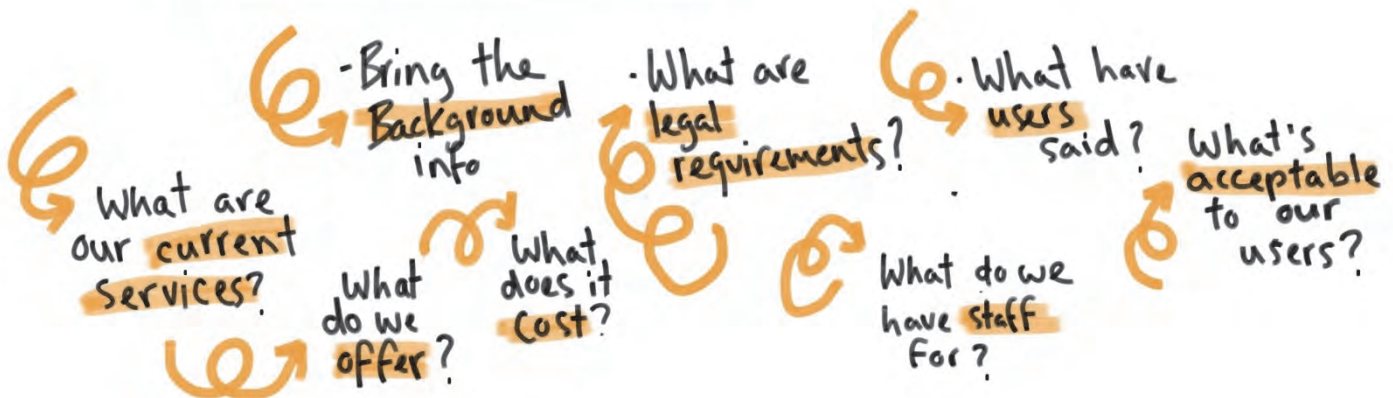 What are
our current
services?
-Bring the
Background
info
What
do we
offer?
What
does it
cost?
·What are
legal
requirements?
What do we
have staff
for?
·What have
users
said?
What's
acceptable
to our
users?